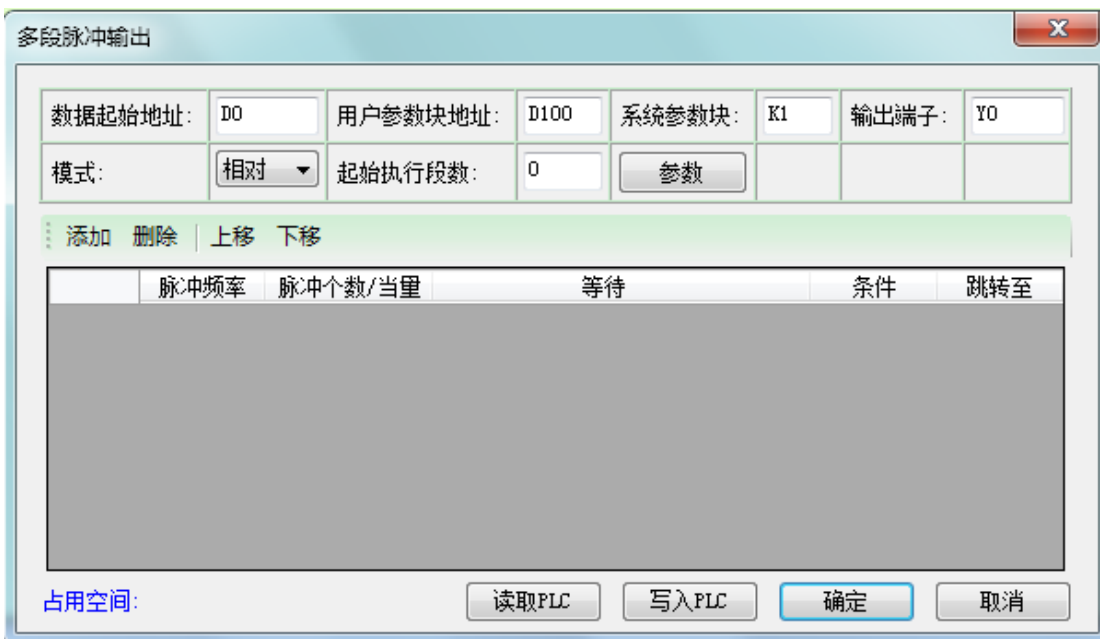 多段脉冲输出
数据起始地址: D0 用户参数块地址: D100 系统参数块: K1 输出端子: Y0
模式: 相对 起始执行段数: 0 参数
添加 删除 上移 下移
脉冲频率 脉冲个数/当量 等待 条件 跳转至
占用空间: 读取PLC 写入PLC 确定 取消